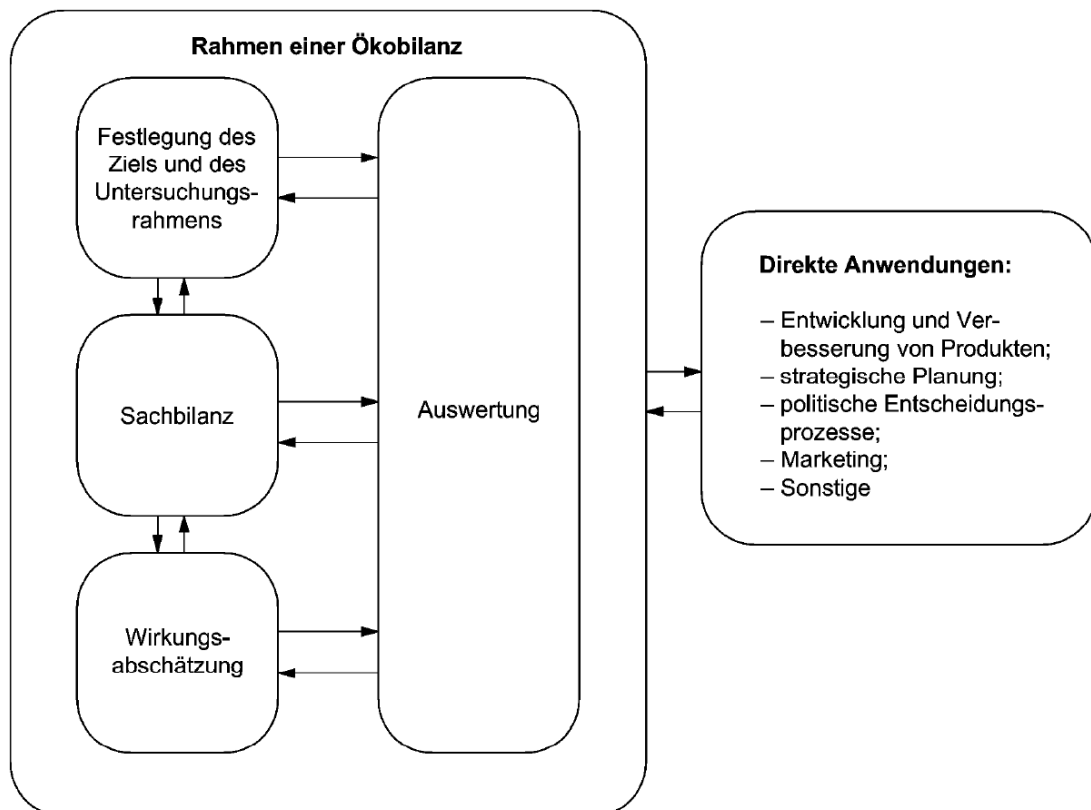 Rahmen einer Ökobilanz
Festlegung des
Ziels und des
Untersuchungs-
rahmens
Sachbilanz
Wirkungs-
abschätzung
Auswertung
Direkte Anwendungen:
– Entwicklung und Ver-
besserung von Produkten;
– strategische Planung;
– politische Entscheidungs-
prozesse;
– Marketing;
– Sonstige